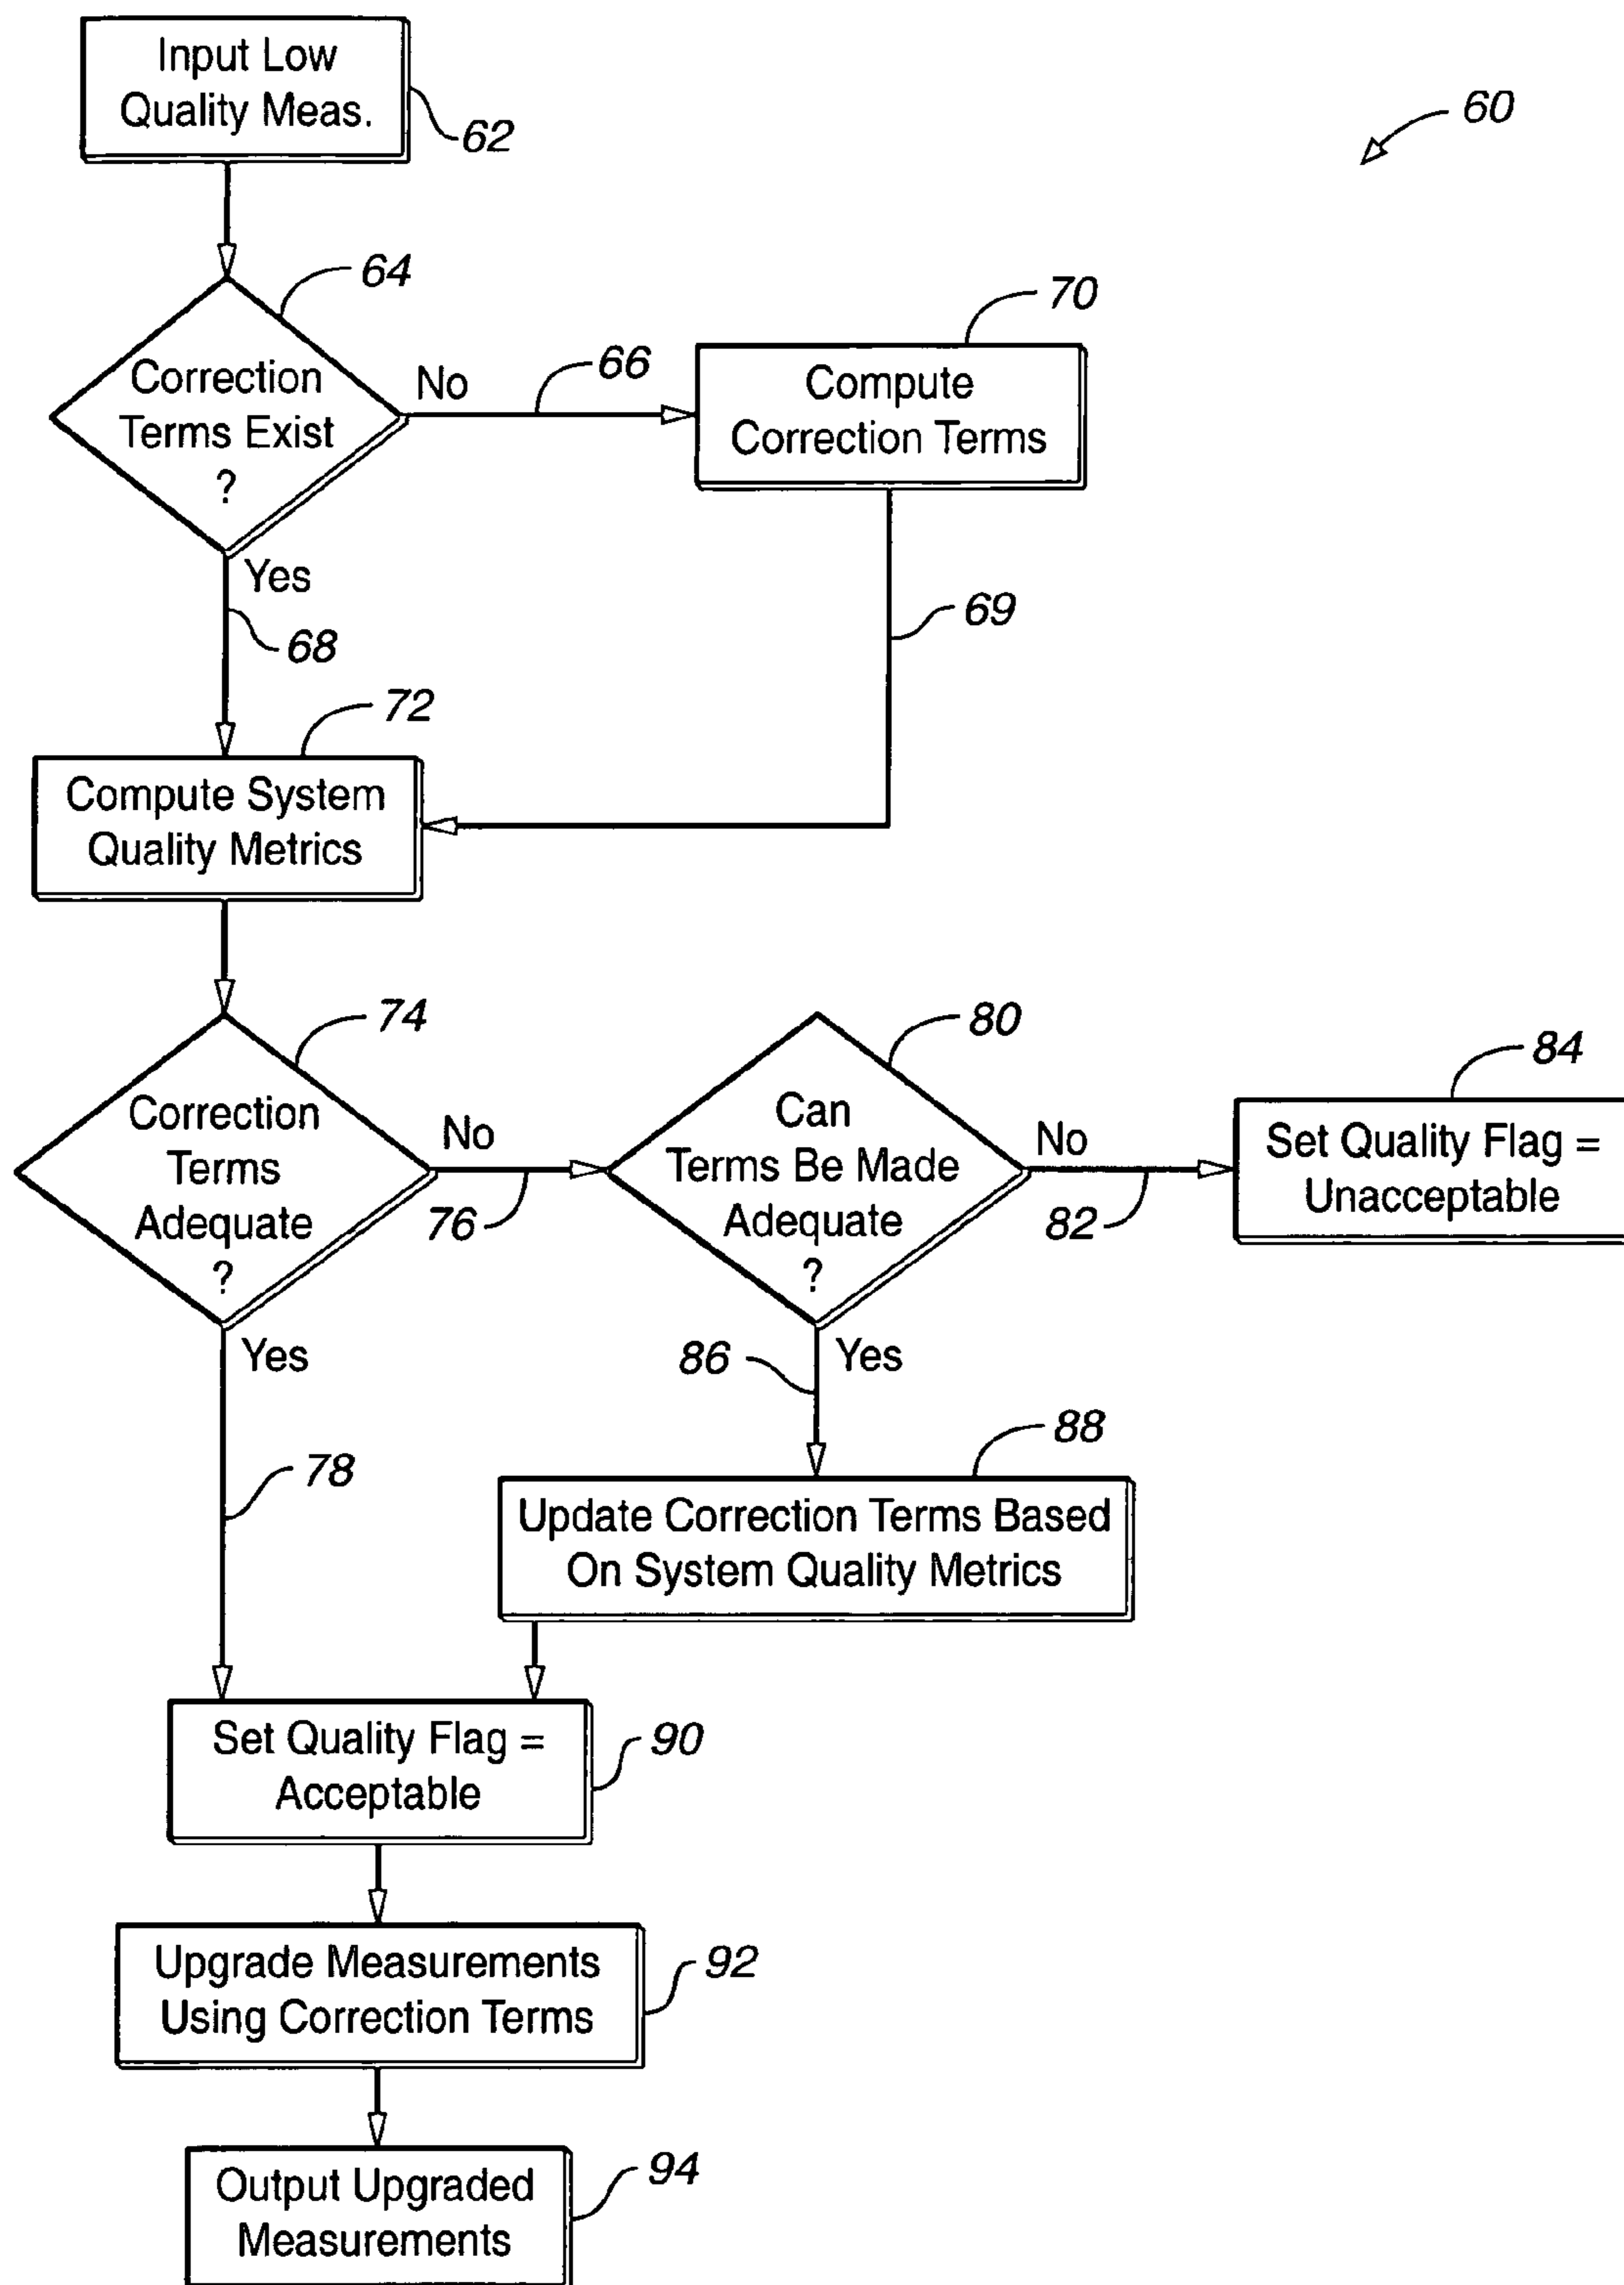 Input Low
Quality Meas.
62
60
64
Correction
Terms Exist
?
No
66
70
Compute
Correction Terms
Yes
68
69
72
Compute System
Quality Metrics
74
Correction
Terms
Adequate
?
No
76
80
Can
Terms Be Made
Adequate
?
No
82
84
Set Quality Flag =
Unacceptable
Yes
78
86
Yes
88
Update Correction Terms Based
On System Quality Metrics
Set Quality Flag =
Acceptable
90
Upgrade Measurements
Using Correction Terms
92
Output Upgraded
Measurements
94